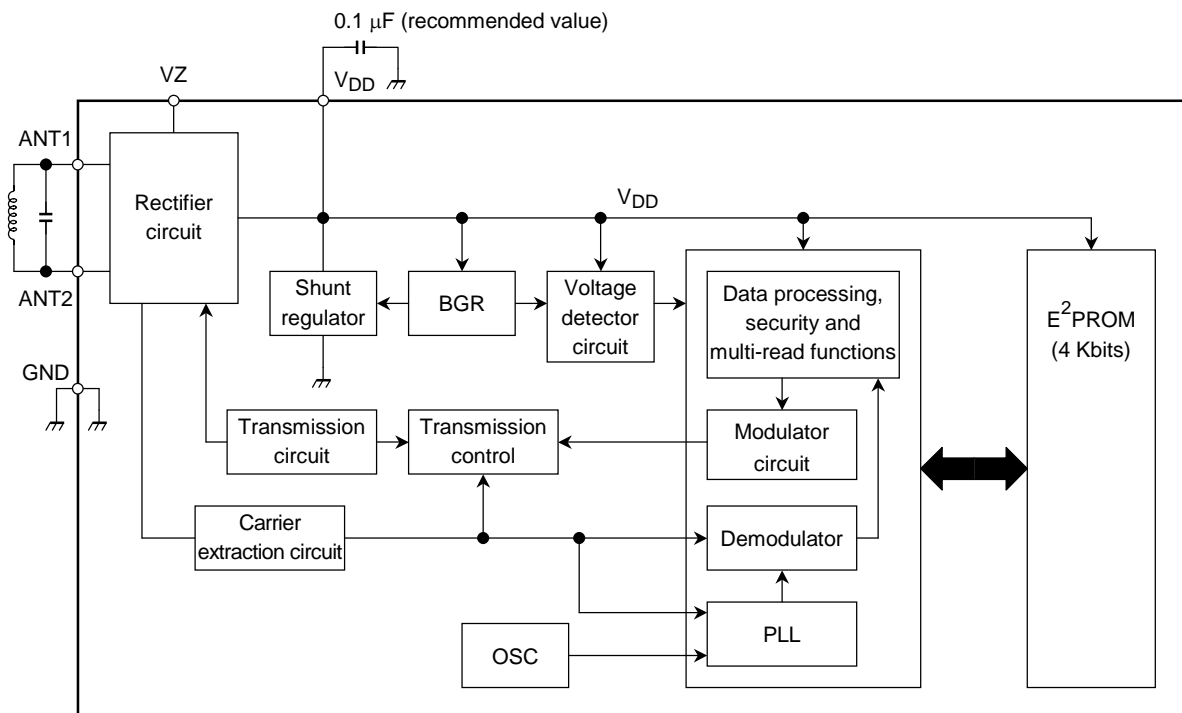 0.1 μF (recommended value)
VZ
VDD
ANT1
Rectifier
circuit
VDD
ANT2
Shunt
regulator
BGR
Voltage
detector
circuit
Data processing,
security and
multi-read functions
E2PROM
(4 Kbits)
GND
Transmission
circuit
Transmission
control
Modulator
circuit
Carrier
extraction circuit
Demodulator
OSC
PLL